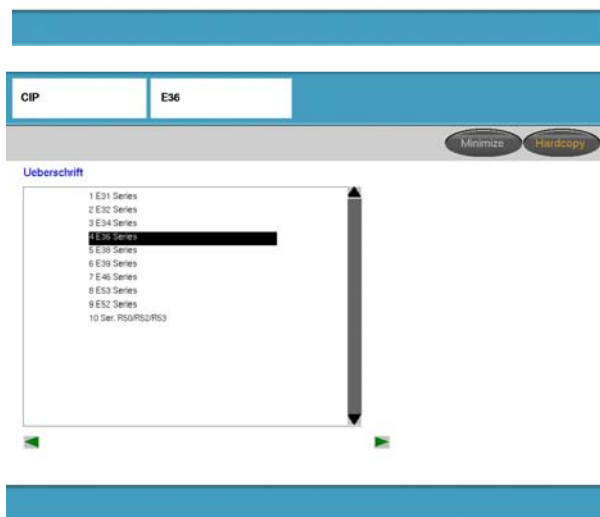 CIP
E36
Minimize
Hardcopy
Ueberschrift
1 E31 Series
2 E32 Series
3 E34 Series
4 E36 Series
5 E38 Series
6 E39 Series
7 E46 Series
8 E53 Series
9 E52 Series
10 Ser. R50/R52/R53